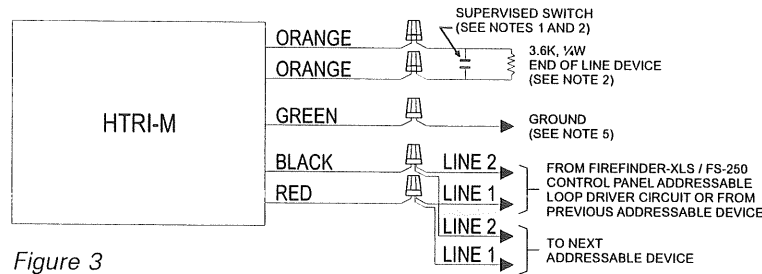 SUPERVISED SWITCH
(SEE NOTES 1 AND 2)
ORANGE
3.6K, ¼W
END OF LINE DEVICE
(SEE NOTE 2)
ORANGE
HTRI-M
GREEN
GROUND
(SEE NOTE 5)
BLACK
LINE 2
RED
LINE 1
FROM FIREFINDER-XLS / FS-250
CONTROL PANEL ADDRESSABLE
LOOP DRIVER CIRCUIT OR FROM
PREVIOUS ADDRESSABLE DEVICE
LINE 2
LINE 1
TO NEXT
ADDRESSABLE DEVICE
Figure 3